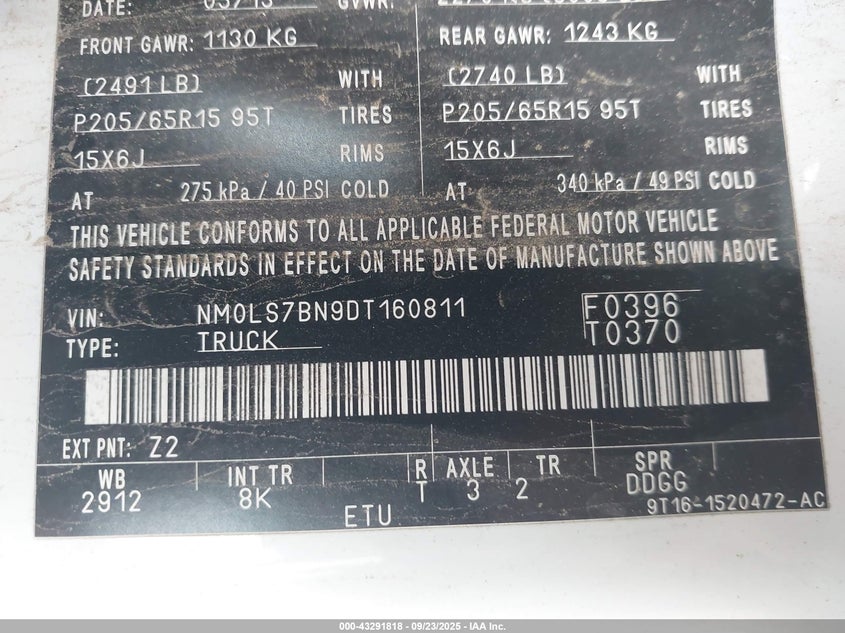 DATE: 03/13 GVWR:
FRONT GAWR: 1130 KG REAR GAWR: 1243 KG
(2491 LB) WITH (2740 LB) WITH
P205/65R15 95T TIRES P205/65R15 95T TIRES
15X6J RIMS 15X6J RIMS
AT 275 kPa / 40 PSI COLD AT 340 kPa / 49 PSI COLD
THIS VEHICLE CONFORMS TO ALL APPLICABLE FEDERAL MOTOR VEHICLE
SAFETY STANDARDS IN EFFECT ON THE DATE OF MANUFACTURE SHOWN ABOVE
VIN: NM0LS7BN9DT160811 F0396
TYPE: TRUCK T0370
EXT PNT: Z2
WB INT TR R AXLE TR SPR
2912 8K T 3 2 DDGG
ETU 9T16-1520472-AC
000-43291818 - 09/23/2025 - IAA Inc.